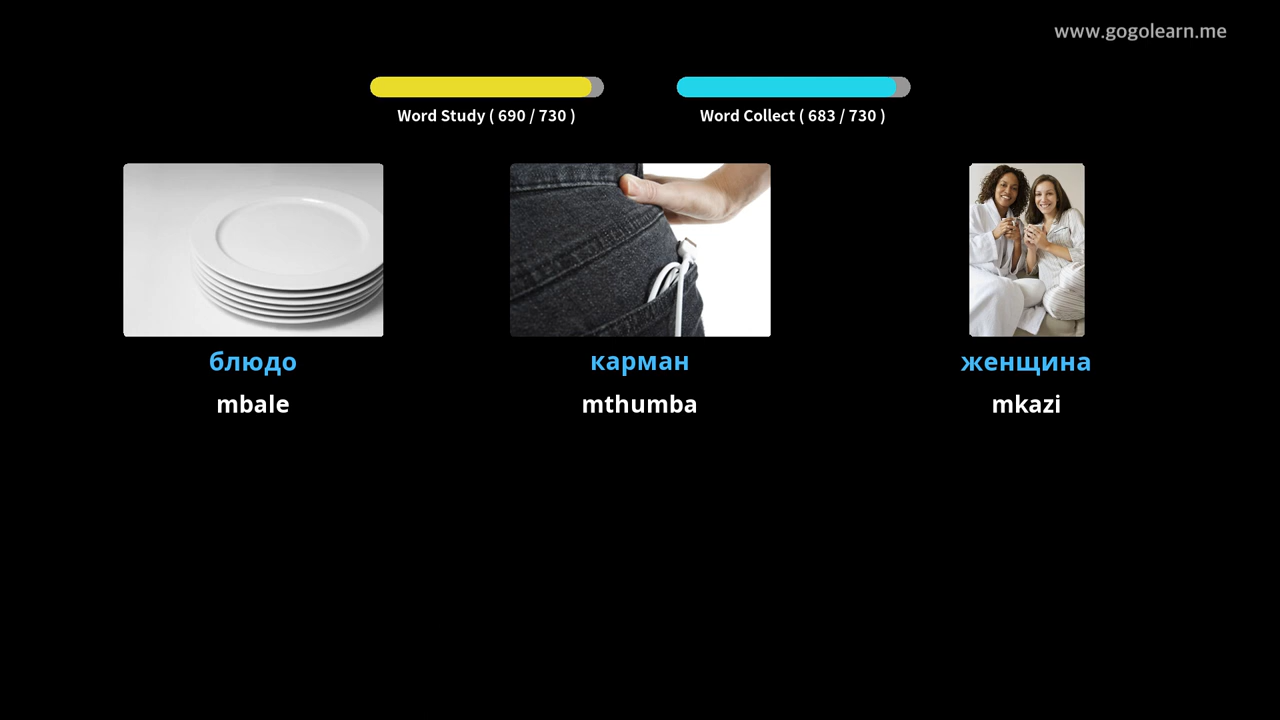 www.gogolearn.me
Word Study ( 690 / 730 )
Word Collect ( 683 / 730 )
блюдо
карман
женщина
mbale
mthumba
mkazi